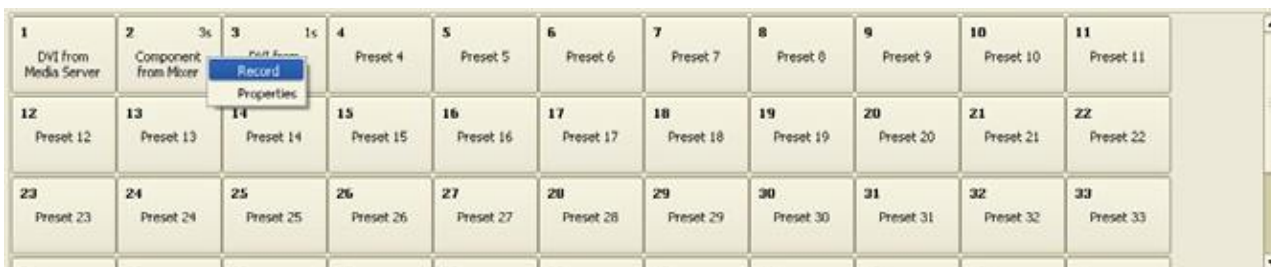 1
DVI from
Media Server
2 3s
Component
from Mixer
3 1s
DVI from
Record
Properties
4
Preset 4
5
Preset 5
6
Preset 6
7
Preset 7
8
Preset 8
9
Preset 9
10
Preset 10
11
Preset 11
12
Preset 12
13
Preset 13
14
Preset 14
15
Preset 15
16
Preset 16
17
Preset 17
18
Preset 18
19
Preset 19
20
Preset 20
21
Preset 21
22
Preset 22
23
Preset 23
24
Preset 24
25
Preset 25
26
Preset 26
27
Preset 27
28
Preset 28
29
Preset 29
30
Preset 30
31
Preset 31
32
Preset 32
33
Preset 33